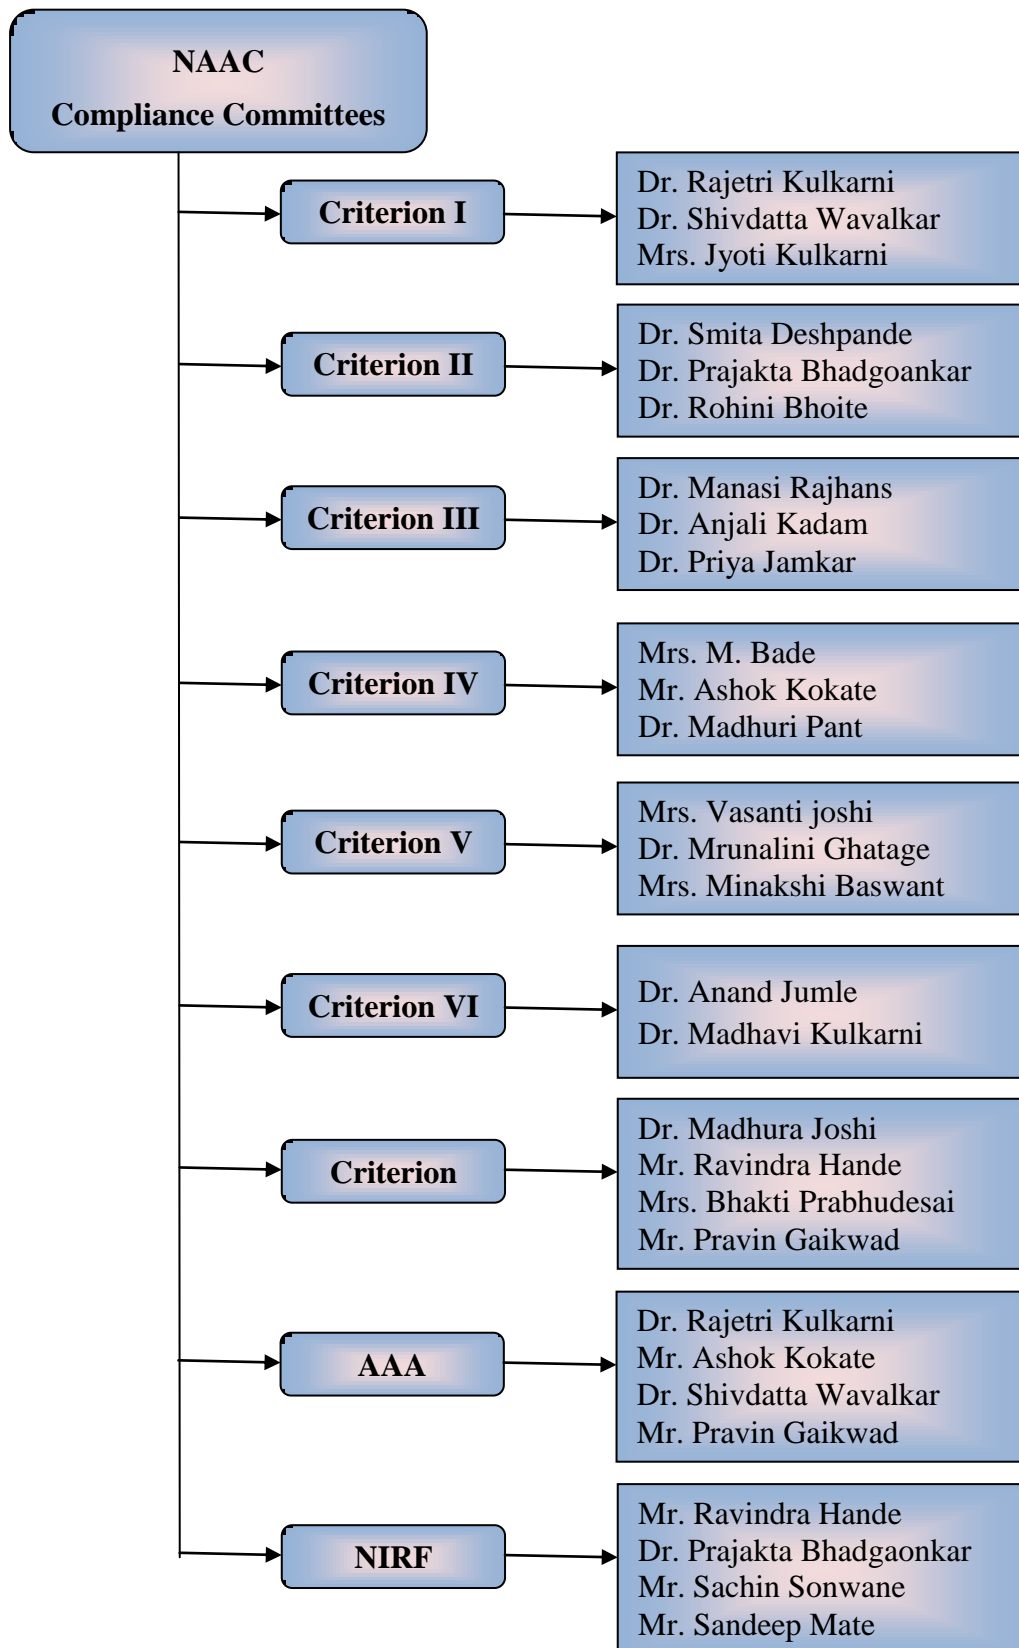 NAAC
Compliance Committees
Criterion I
Dr. Rajetri Kulkarni
Dr. Shivdatta Wavalkar
Mrs. Jyoti Kulkarni
Criterion II
Dr. Smita Deshpande
Dr. Prajakta Bhadgoankar
Dr. Rohini Bhoite
Criterion III
Dr. Manasi Rajhans
Dr. Anjali Kadam
Dr. Priya Jamkar
Criterion IV
Mrs. M. Bade
Mr. Ashok Kokate
Dr. Madhuri Pant
Criterion V
Mrs. Vasanti joshi
Dr. Mrunalini Ghatage
Mrs. Minakshi Baswant
Criterion VI
Dr. Anand Jumle
Dr. Madhavi Kulkarni
Criterion
Dr. Madhura Joshi
Mr. Ravindra Hande
Mrs. Bhakti Prabhudesai
Mr. Pravin Gaikwad
AAA
Dr. Rajetri Kulkarni
Mr. Ashok Kokate
Dr. Shivdatta Wavalkar
Mr. Pravin Gaikwad
NIRF
Mr. Ravindra Hande
Dr. Prajakta Bhadgaonkar
Mr. Sachin Sonwane
Mr. Sandeep Mate